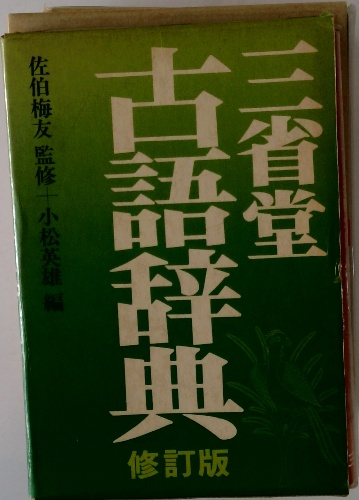 三省堂
古語辞典
修訂版
佐伯梅友 監修―小松英雄 編